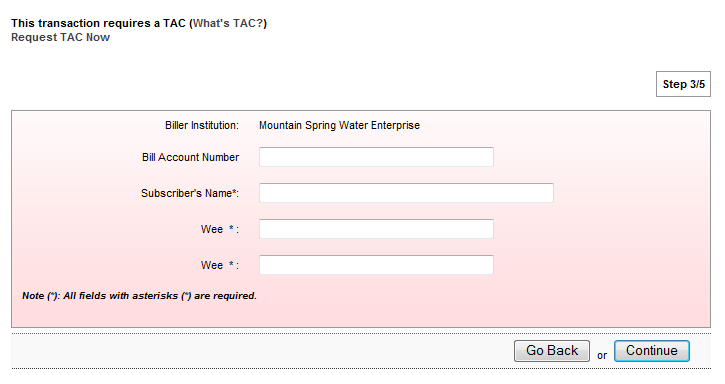 This transaction requires a TAC (What's TAC?)
Request TAC Now
Step 3/5
Biller Institution: Mountain Spring Water Enterprise
Bill Account Number
Subscriber's Name*:
Wee * :
Wee * :
Note (*): All fields with asterisks (*) are required.
Go Back or Continue